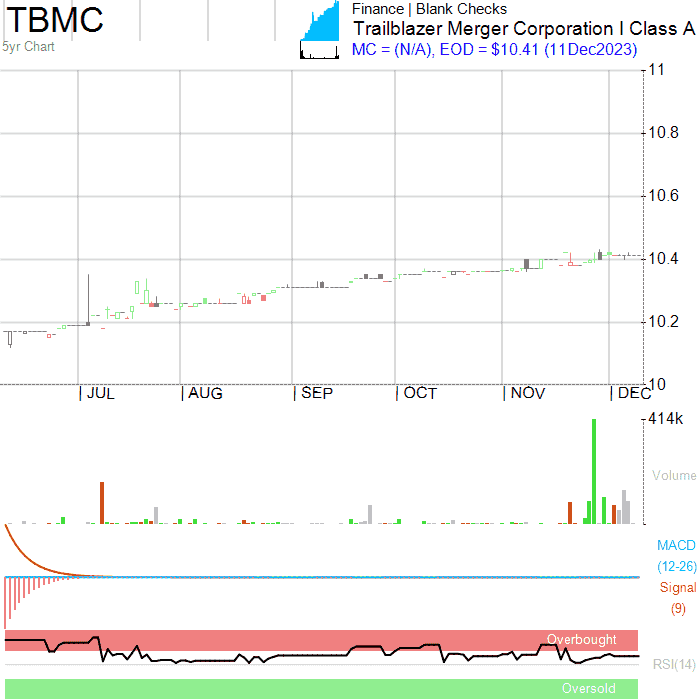 TBMC
5yr Chart
Finance | Blank Checks
Trailblazer Merger Corporation I Class A
MC = (N/A), EOD = $10.41 (11Dec2023)
11
10.8
10.6
10.4
10.2
10
| JUL | AUG | SEP | OCT | NOV | DEC
414k
Volume
MACD
(12-26)
Signal
(9)
Overbought
RSI(14)
Oversold